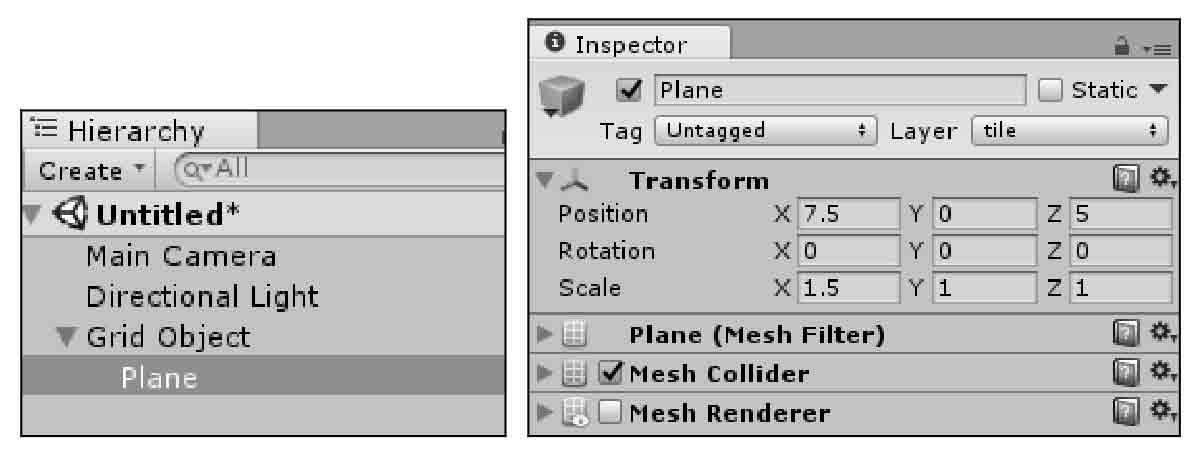 Hierarchy
Create All
Untitled*
Main Camera
Directional Light
Grid Object
Plane
Inspector
Plane Static
Tag Untagged Layer tile
Transform
Position X 7.5 Y 0 Z 5
Rotation X 0 Y 0 Z 0
Scale X 1.5 Y 1 Z 1
Plane (Mesh Filter)
Mesh Collider
Mesh Renderer